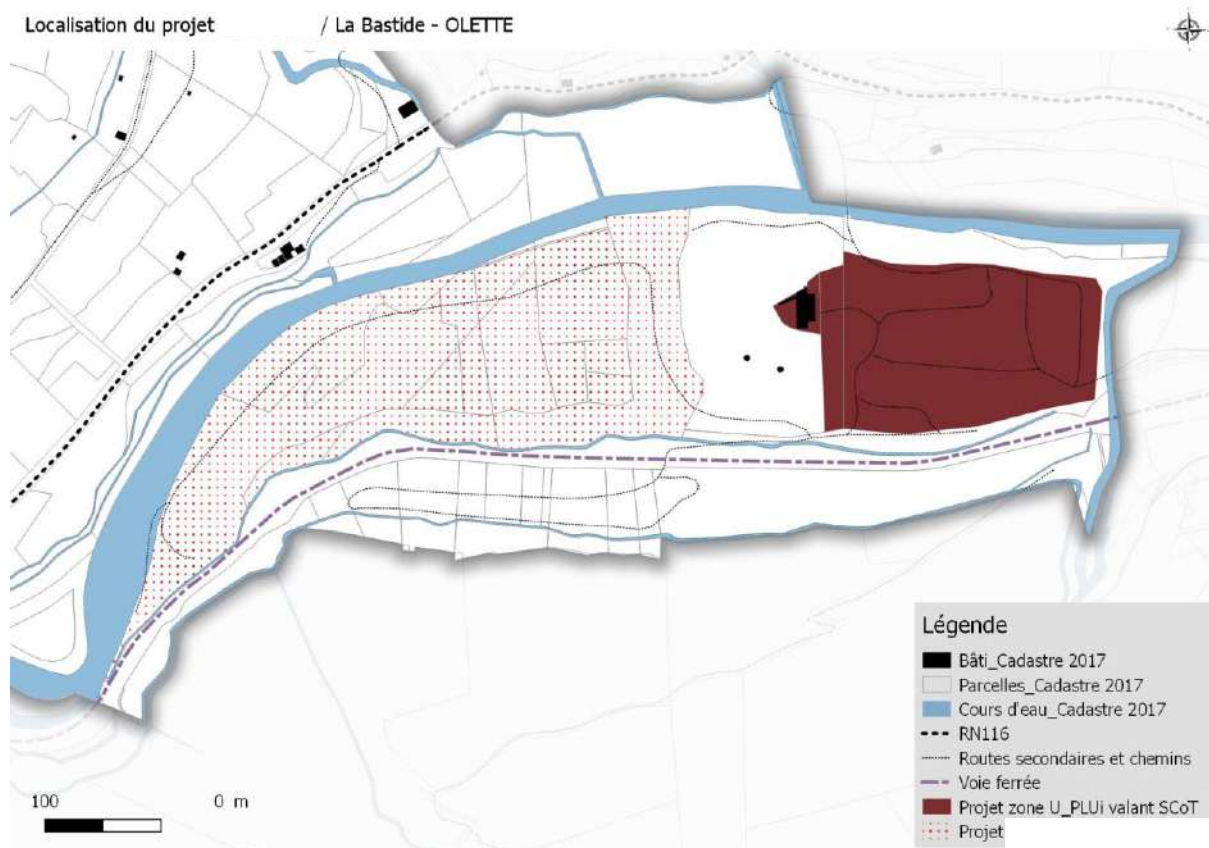 Localisation du projet / La Bastide - OLETTE
Légende
Bâti_Cadastre 2017
Parcelles_Cadastre 2017
Cours d'eau_Cadastre 2017
RN116
Routes secondaires et chemins
Voie ferrée
Projet zone U_PLUi valant SCoT
Projet
100 0 m